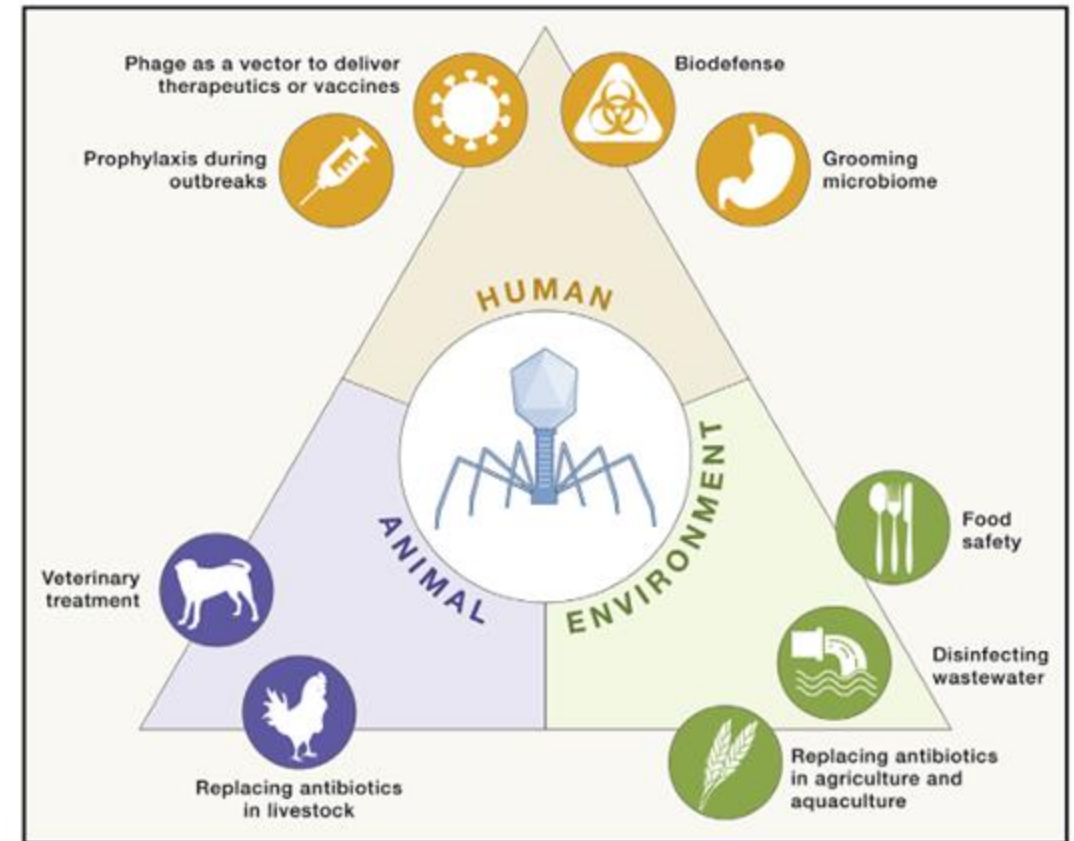 Phage as a vector to deliver
therapeutics or vaccines
Biodefense
Prophylaxis during
outbreaks
Grooming
microbiome
HUMAN
ANIMAL
ENVIRONMENT
Food
safety
Veterinary
treatment
Disinfecting
wastewater
Replacing antibiotics
in livestock
Replacing antibiotics
in agriculture and
aquaculture